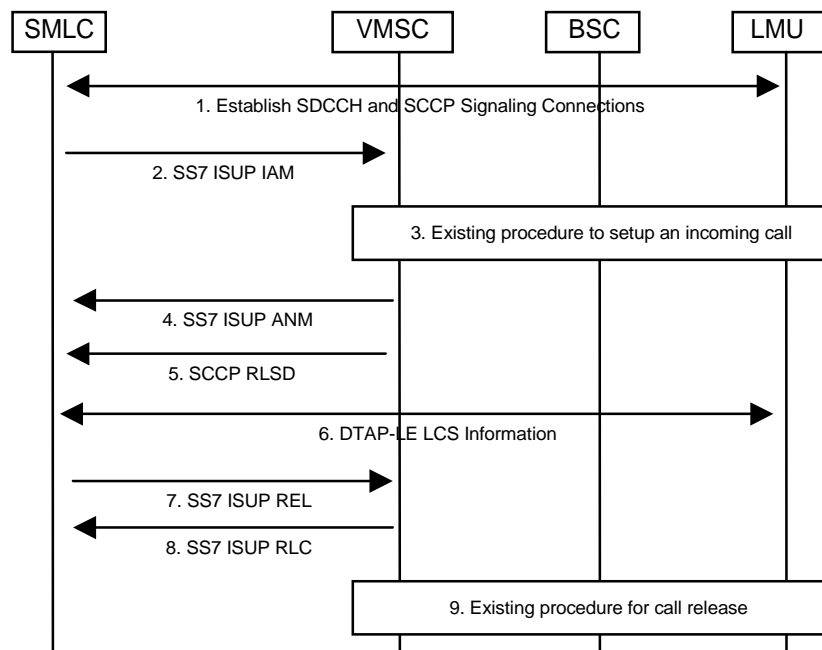 SMLC
VMSC
BSC
LMU
1. Establish SDCCH and SCCP Signaling Connections
2. SS7 ISUP IAM
3. Existing procedure to setup an incoming call
4. SS7 ISUP ANM
5. SCCP RLSD
6. DTAP-LE LCS Information
7. SS7 ISUP REL
8. SS7 ISUP RLC
9. Existing procedure for call release